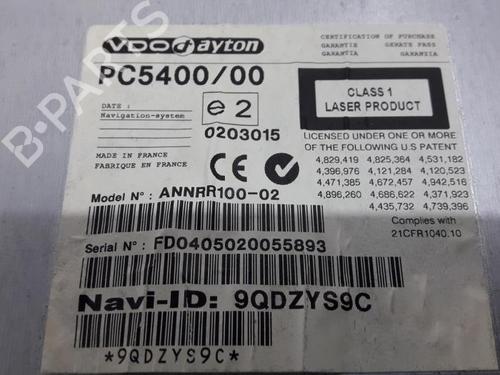 VDO dayton
PC5400/00
CERTIFICATION OF PURCHASE
GARANTIE GERÄTE PASS
GARANTIE GARANTIA
DATE :
Navigation-system
e2
0203015
MADE IN FRANCE
FABRIQUE EN FRANCE
CE
CLASS 1
LASER PRODUCT
LICENSED UNDER ONE OR MORE
OF THE FOLLOWING U.S PATENT
4,829,419 4,825,364 4,531,182
4,396,976 4,121,284 4,120,523
4,471,385 4,672,457 4,942,516
4,896,260 4,686,622 4,371,923
4,435,732 4,739,396
Complies with
21CFR1040.10
Model N° : ANNRR100-02
Serial N° : FD0405020055893
Navi-ID: 9QDZYS9C
*9QDZYS9C*
B-PARTS